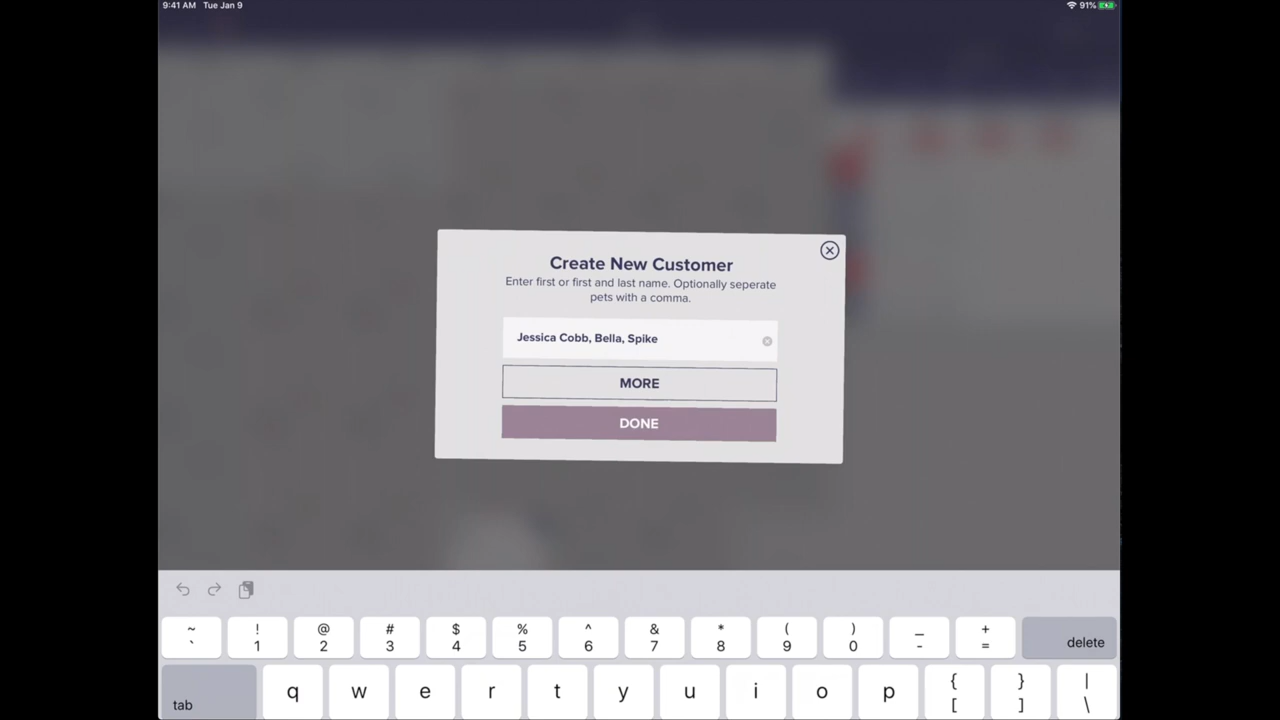 9:41 AM Tue Jan 9
91%
Create New Customer
Enter first or first and last name. Optionally seperate
pets with a comma.
Jessica Cobb, Bella, Spike
MORE
DONE
~ ! @ # $ % ^ & * ( ) _ +
` 1 2 3 4 5 6 7 8 9 0 - = delete
tab q w e r t y u i o p { } |
[ ] \